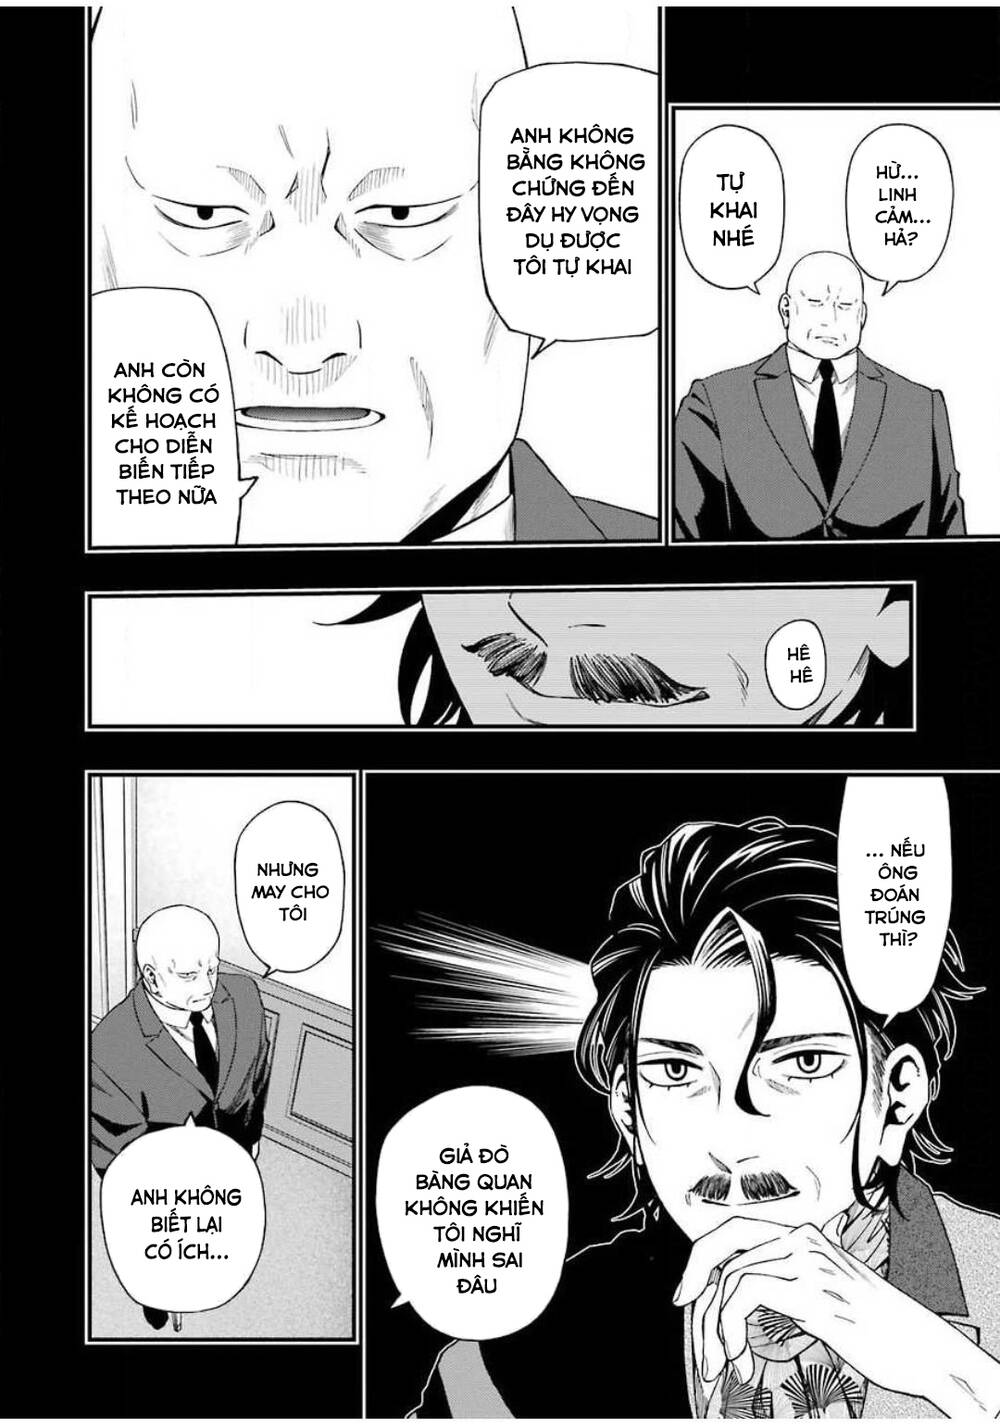 HỪ...
LINH
CẢM...
HẢ?
TỰ
KHAI
NHÉ
ANH KHÔNG
BẰNG KHÔNG
CHỨNG ĐẾN
ĐÂY HY VỌNG
DỤ ĐƯỢC
TÔI TỰ KHAI
ANH CÒN
KHÔNG CÓ
KẾ HOẠCH
CHO DIỄN
BIẾN TIẾP
THEO NỮA
HÊ
HÊ
... NẾU
ÔNG
ĐOÁN
TRÚNG
THÌ?
GIẢ ĐÒ
BÀNG QUAN
KHÔNG KHIẾN
TÔI NGHĨ
MÌNH SAI
ĐÂU
NHƯNG
MAY CHO
TÔI
ANH KHÔNG
BIẾT LẠI
CÓ ÍCH...